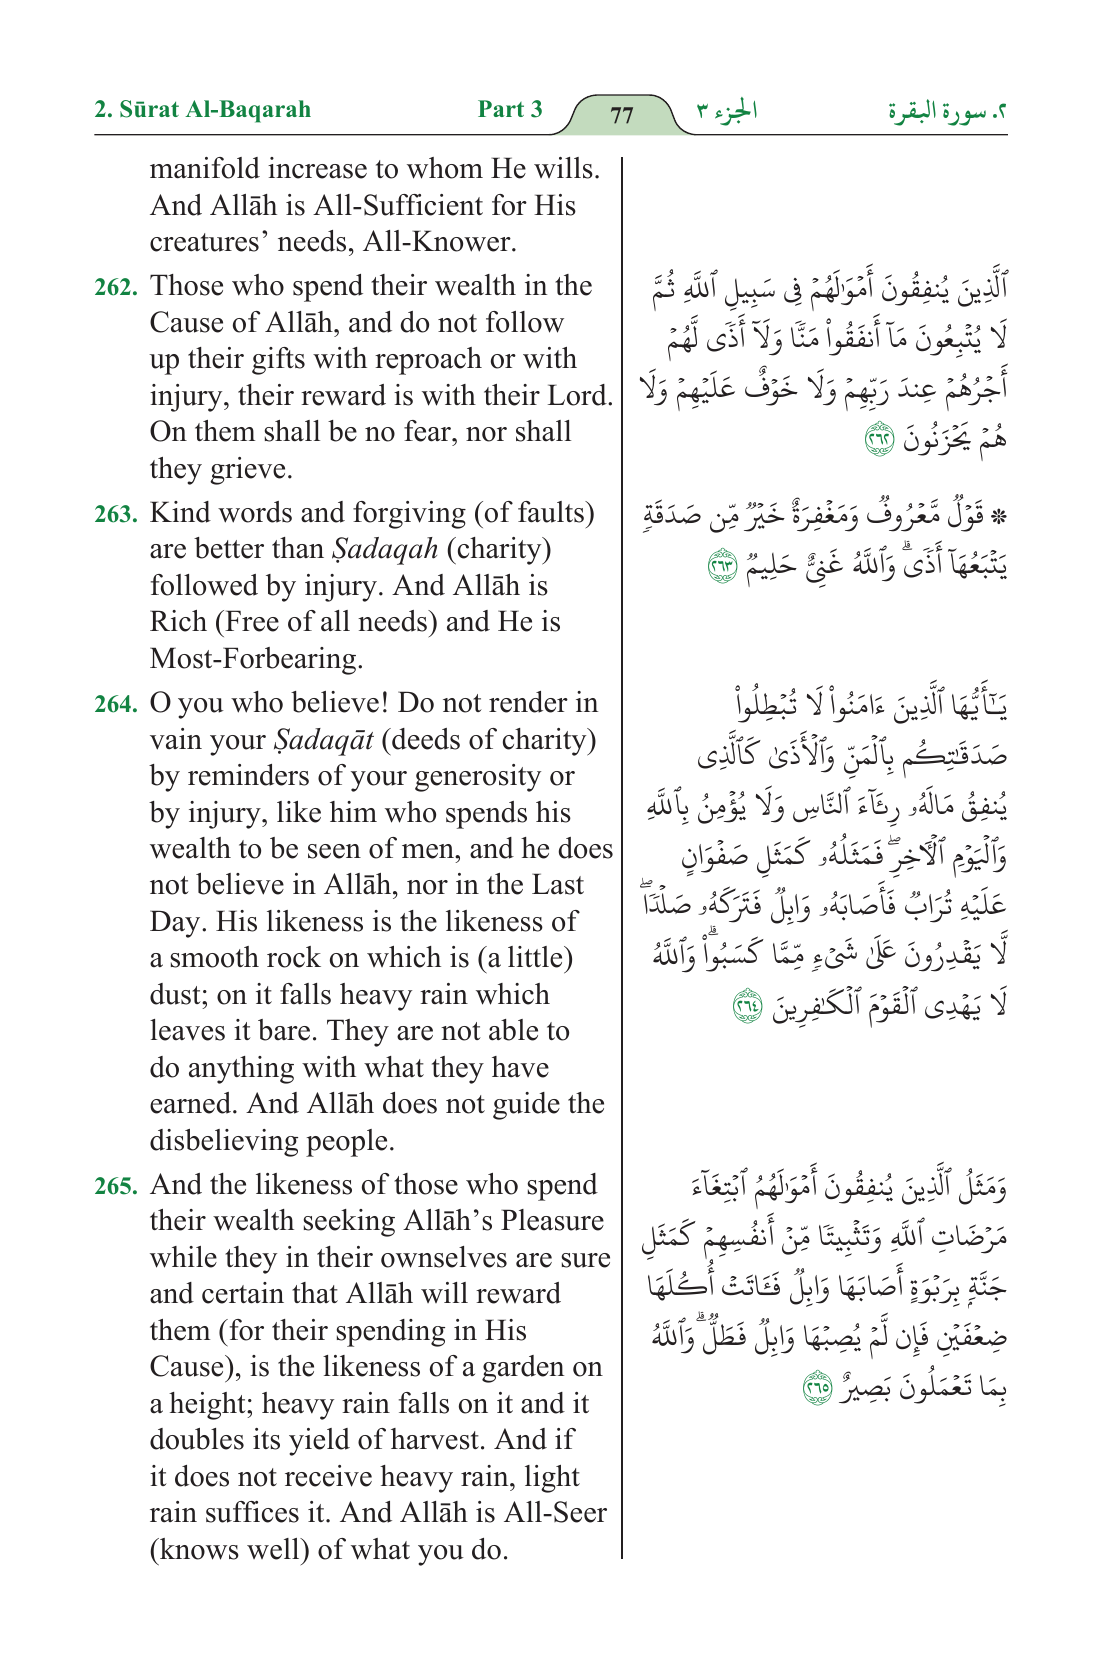 2. Sūrat Al-Baqarah Part 3 77 الجزء ٣ ٢. سورة البقرة
manifold increase to whom He wills.
And Allāh is All-Sufficient for His
creatures’ needs, All-Knower.
262. Those who spend their wealth in the
Cause of Allāh, and do not follow
up their gifts with reproach or with
injury, their reward is with their Lord.
On them shall be no fear, nor shall
they grieve.
263. Kind words and forgiving (of faults)
are better than Ṣadaqah (charity)
followed by injury. And Allāh is
Rich (Free of all needs) and He is
Most-Forbearing.
264. O you who believe! Do not render in
vain your Ṣadaqāt (deeds of charity)
by reminders of your generosity or
by injury, like him who spends his
wealth to be seen of men, and he does
not believe in Allāh, nor in the Last
Day. His likeness is the likeness of
a smooth rock on which is (a little)
dust; on it falls heavy rain which
leaves it bare. They are not able to
do anything with what they have
earned. And Allāh does not guide the
disbelieving people.
265. And the likeness of those who spend
their wealth seeking Allāh’s Pleasure
while they in their ownselves are sure
and certain that Allāh will reward
them (for their spending in His
Cause), is the likeness of a garden on
a height; heavy rain falls on it and it
doubles its yield of harvest. And if
it does not receive heavy rain, light
rain suffices it. And Allāh is All-Seer
(knows well) of what you do.
ٱلَّذِينَ يُنفِقُونَ أَمۡوَٰلَهُمۡ فِى سَبِيلِ ٱللَّهِ ثُمَّ
لَا يُتۡبِعُونَ مَآ أَنفَقُواْ مَنًّا وَلَآ أَذًى لَّهُمۡ
أَجۡرُهُمۡ عِندَ رَبِّهِمۡ وَلَا خَوۡفٌ عَلَيۡهِمۡ وَلَا
هُمۡ يَحۡزَنُونَ ٢٦٢
۞ قَوۡلٌ مَّعۡرُوفٌ وَمَغۡفِرَةٌ خَيۡرٌ مِّن صَدَقَةٍ
يَتۡبَعُهَآ أَذًىۗ وَٱللَّهُ غَنِىٌّ حَلِيمٌ ٢٦٣
يَـٰٓأَيُّهَا ٱلَّذِينَ ءَامَنُواْ لَا تُبۡطِلُواْ
صَدَقَـٰتِكُم بِٱلۡمَنِّ وَٱلۡأَذَىٰ كَٱلَّذِى
يُنفِقُ مَالَهُۥ رِئَآءَ ٱلنَّاسِ وَلَا يُؤۡمِنُ بِٱللَّهِ
وَٱلۡيَوۡمِ ٱلۡأٓخِرِۖ فَمَثَلُهُۥ كَمَثَلِ صَفۡوَانٍ
عَلَيۡهِ تُرَابٌ فَأَصَابَهُۥ وَابِلٌ فَتَرَكَهُۥ صَلۡدًاۖ
لَّا يَقۡدِرُونَ عَلَىٰ شَىۡءٍ مِّمَّا كَسَبُواْۗ وَٱللَّهُ
لَا يَهۡدِى ٱلۡقَوۡمَ ٱلۡكَـٰفِرِينَ ٢٦٤
وَمَثَلُ ٱلَّذِينَ يُنفِقُونَ أَمۡوَٰلَهُمُ ٱبۡتِغَآءَ
مَرۡضَاتِ ٱللَّهِ وَتَثۡبِيتًا مِّنۡ أَنفُسِهِمۡ كَمَثَلِ
جَنَّةٍۭ بِرَبۡوَةٍ أَصَابَهَا وَابِلٌ فَـَٔاتَتۡ أُكُلَهَا
ضِعۡفَيۡنِ فَإِن لَّمۡ يُصِبۡهَا وَابِلٌ فَطَلٌّۗ وَٱللَّهُ
بِمَا تَعۡمَلُونَ بَصِيرٌ ٢٦٥